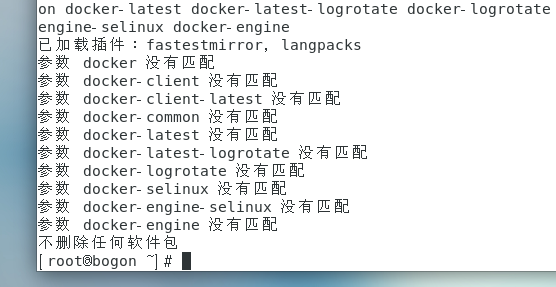 on docker-latest docker-latest-logrotate docker-logrotate
engine-selinux docker-engine
已加载插件：fastestmirror, langpacks
参数 docker 没有匹配
参数 docker-client 没有匹配
参数 docker-client-latest 没有匹配
参数 docker-common 没有匹配
参数 docker-latest 没有匹配
参数 docker-latest-logrotate 没有匹配
参数 docker-logrotate 没有匹配
参数 docker-selinux 没有匹配
参数 docker-engine-selinux 没有匹配
参数 docker-engine 没有匹配
不删除任何软件包
[root@bogon ~]#